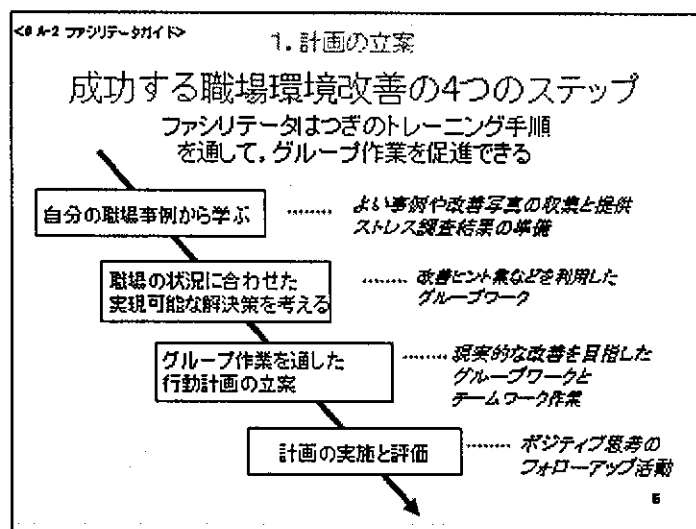 <6 A-2 ファシリテータガイド>
1. 計画の立案
成功する職場環境改善の4つのステップ
ファシリテータはつぎのトレーニング手順
を通して，グループ作業を促進できる
自分の職場事例から学ぶ
........ よい事例や改善写真の収集と提供
ストレス調査結果の準備
職場の状況に合わせた
実現可能な解決策を考える
........ 改善ヒント集などを利用した
グループワーク
グループ作業を通した
行動計画の立案
........ 現実的な改善を目指した
グループワークと
チームワーク作業
計画の実施と評価
........ ポジティブ思考の
フォローアップ活動
5